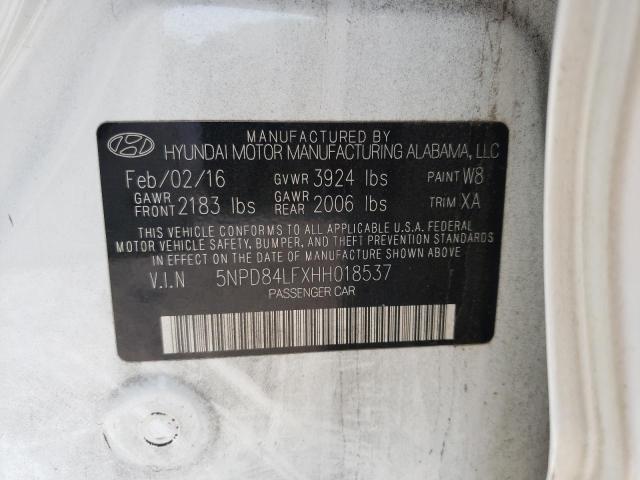 MANUFACTURED BY
HYUNDAI MOTOR MANUFACTURING ALABAMA, LLC
Feb/02/16 GVWR 3924 lbs PAINT W8
GAWR FRONT 2183 lbs GAWR REAR 2006 lbs TRIM XA
THIS VEHICLE CONFORMS TO ALL APPLICABLE U.S.A. FEDERAL
MOTOR VEHICLE SAFETY, BUMPER, AND THEFT PREVENTION STANDARDS
IN EFFECT ON THE DATE OF MANUFACTURE SHOWN ABOVE
V.I.N 5NPD84LFXHH018537
PASSENGER CAR